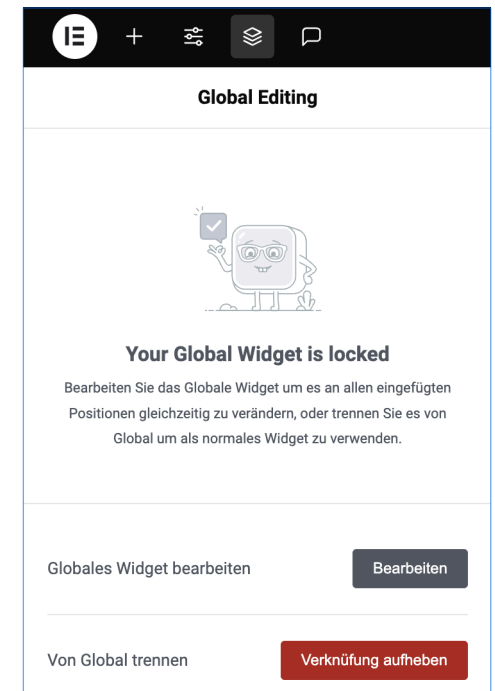 Global Editing
Your Global Widget is locked
Bearbeiten Sie das Globale Widget um es an allen eingefügten
Positionen gleichzeitig zu verändern, oder trennen Sie es von
Global um als normales Widget zu verwenden.
Globales Widget bearbeiten
Bearbeiten
Von Global trennen
Verknüfung aufheben